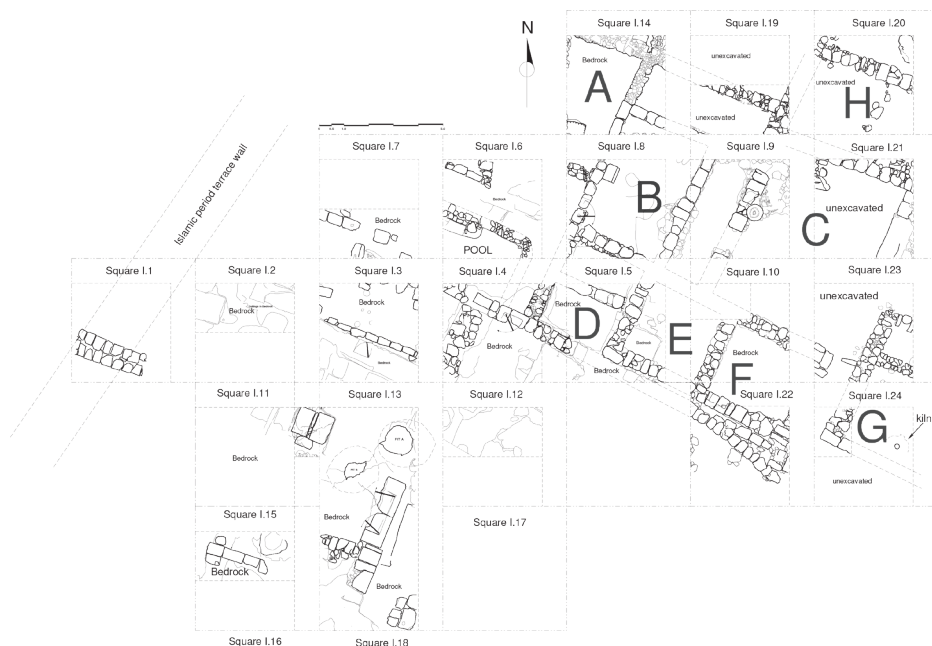 Square I.14
Square I.19
Square I.20
N
Bedrock
unexcavated
A
unexcavated
H
unexcavated
Square I.7
Square I.6
Square I.8
Square I.9
Square I.21
Islamic period terrace wall
Bedrock
Bedrock
B
unexcavated
C
POOL
Square I.1
Square I.2
Square I.3
Square I.4
Square I.5
Square I.10
Square I.23
Bedrock
Bedrock
Bedrock
unexcavated
D
E
Bedrock
Bedrock
Bedrock
Bedrock
Bedrock
F
Square I.11
Square I.13
Square I.12
Square I.22
Square I.24
G
kiln
Bedrock
unexcavated
Square I.15
Bedrock
Square I.17
Bedrock
Bedrock
Square I.16
Square I.18